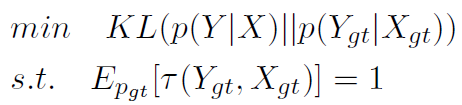 min KL(p(Y|X)||p(Y_{gt}|X_{gt}))
s.t. E_{p_{gt}}[τ(Y_{gt}, X_{gt})] = 1